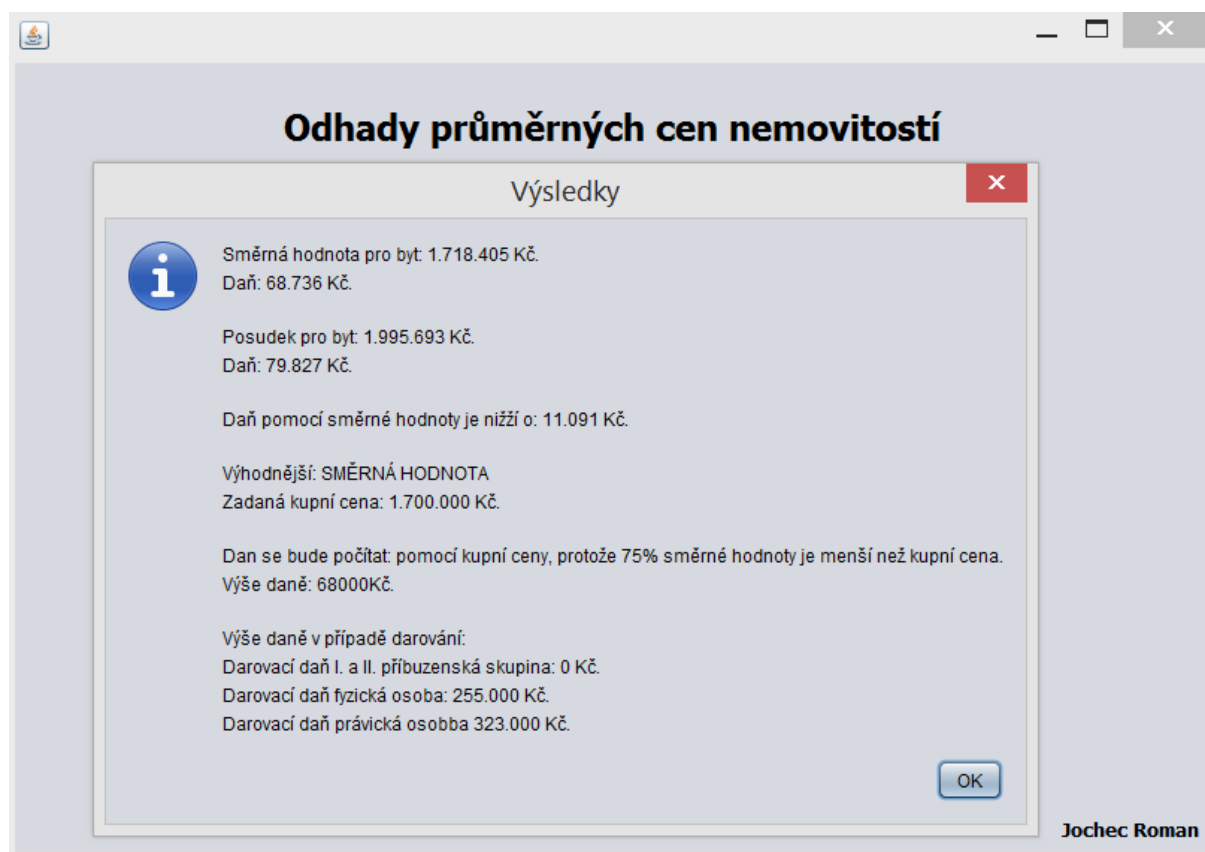 Odhady průměrných cen nemovitostí
Výsledky
Směrná hodnota pro byt: 1.718.405 Kč.
Daň: 68.736 Kč.
Posudek pro byt: 1.995.693 Kč.
Daň: 79.827 Kč.
Daň pomocí směrné hodnoty je nižží o: 11.091 Kč.
Výhodnější: SMĚRNÁ HODNOTA
Zadaná kupní cena: 1.700.000 Kč.
Dan se bude počítat: pomocí kupní ceny, protože 75% směrné hodnoty je menší než kupní cena.
Výše daně: 68000Kč.
Výše daně v případě darování:
Darovací daň I. a II. příbuzenská skupina: 0 Kč.
Darovací daň fyzická osoba: 255.000 Kč.
Darovací daň právická osobba 323.000 Kč.
OK
Jochec Roman